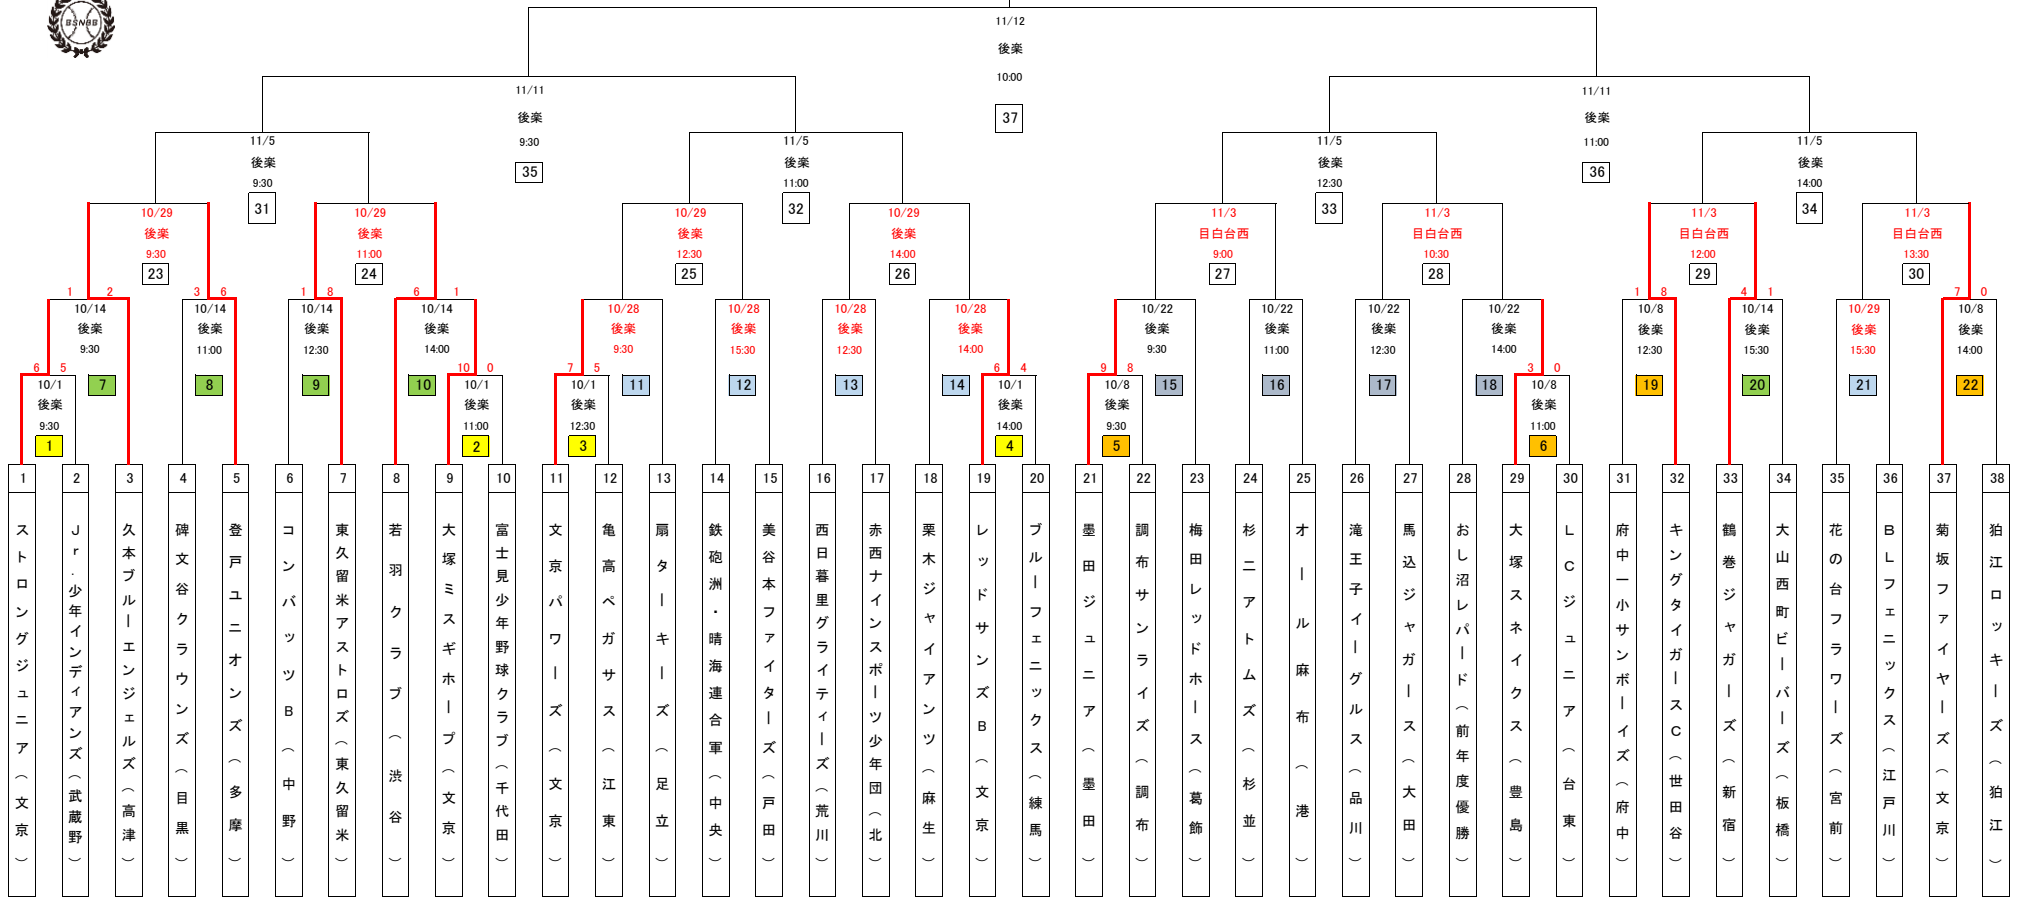 BSNBB
11/12
後楽
10:00
37
11/11
後楽
9:30
35
11/11
後楽
11:00
36
11/5
後楽
9:30
31
11/5
後楽
11:00
32
11/5
後楽
12:30
33
11/5
後楽
14:00
34
10/29
後楽
9:30
23
10/29
後楽
11:00
24
10/29
後楽
12:30
25
10/29
後楽
14:00
26
11/3
目白台西
9:00
27
11/3
目白台西
10:30
28
11/3
目白台西
12:00
29
11/3
目白台西
13:30
30
1 2
10/14
後楽
9:30
7
3 6
10/14
後楽
11:00
8
1 8
10/14
後楽
12:30
9
6 1
10/14
後楽
14:00
10
10/28
後楽
9:30
11
10/28
後楽
15:30
12
10/28
後楽
12:30
13
10/28
後楽
14:00
14
10/22
後楽
9:30
15
10/22
後楽
11:00
16
10/22
後楽
12:30
17
10/22
後楽
14:00
18
1 8
10/8
後楽
12:30
19
4 1
10/14
後楽
15:30
20
10/29
後楽
15:30
21
7 0
10/8
後楽
14:00
22
6 5
10/1
後楽
9:30
1
10 0
10/1
後楽
11:00
2
7 5
10/1
後楽
12:30
3
6 4
10/1
後楽
14:00
4
9 8
10/8
後楽
9:30
5
3 0
10/8
後楽
11:00
6
1
ストロングジュニア(文京)
2
Jr.少年インディアンズ(武蔵野)
3
久本ブルーエンジェルズ(高津)
4
碑文谷クラウンズ(目黒)
5
登戸ユニオンズ(多摩)
6
コンバッツB(中野)
7
東久留米アストロズ(東久留米)
8
若羽クラブ(渋谷)
9
大塚ミスギホープ(文京)
10
富士見少年野球クラブ(千代田)
11
文京パワーズ(文京)
12
亀高ペガサス(江東)
13
扇ターキーズ(足立)
14
鉄砲洲・晴海連合軍(中央)
15
美谷本ファイターズ(戸田)
16
西日暮里グライティーズ(荒川)
17
赤西ナインスポーツ少年団(北)
18
栗木ジャイアンツ(麻生)
19
レッドサンズB(文京)
20
ブルーフェニックス(練馬)
21
墨田ジュニア(墨田)
22
調布サンライズ(調布)
23
梅田レッドホース(葛飾)
24
杉二アトムズ(杉並)
25
オール麻布(港)
26
滝王子イーグルス(品川)
27
馬込ジャガース(大田)
28
おし沼レパード(前年度優勝)
29
大塚スネイクス(豊島)
30
LCジュニア(台東)
31
府中一小サンボーイズ(府中)
32
キングタイガースC(世田谷)
33
鶴巻ジャガーズ(新宿)
34
大山西町ビーバーズ(板橋)
35
花の台フラワーズ(宮前)
36
BLフェニックス(江戸川)
37
菊坂ファイヤーズ(文京)
38
狛江ロッキーズ(狛江)